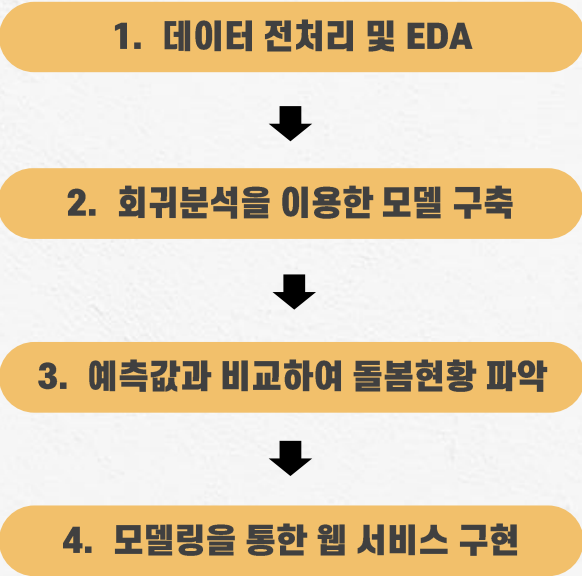 1. 데이터 전처리 및 EDA
2. 회귀분석을 이용한 모델 구축
3. 예측값과 비교하여 돌봄현황 파악
4. 모델링을 통한 웹 서비스 구현